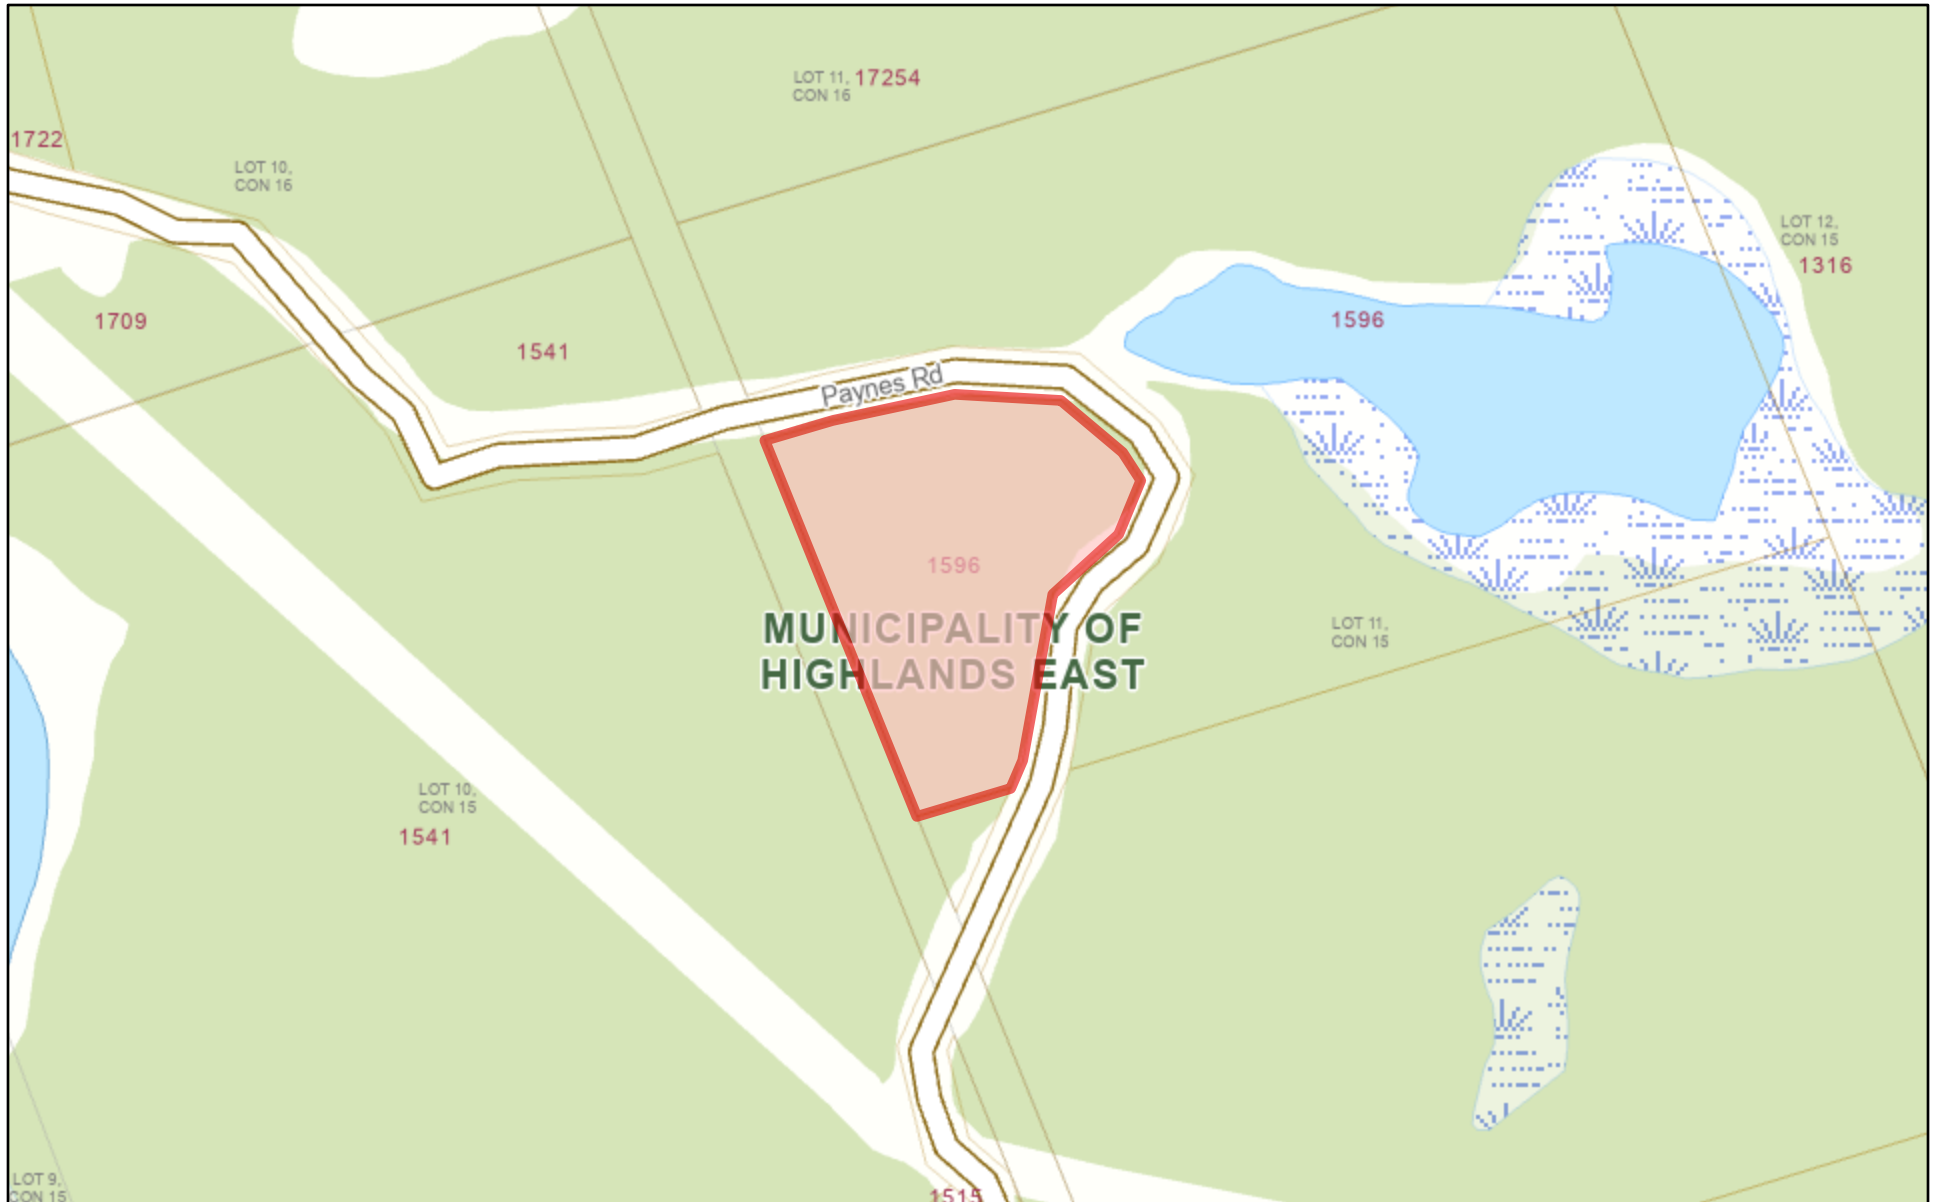 LOT 11, 17254
CON 16
1722
LOT 10,
CON 16
LOT 12,
CON 15
1316
1709
1541
1596
Paynes Rd
1596
MUNICIPALITY OF
HIGHLANDS EAST
LOT 11,
CON 15
LOT 10,
CON 15
1541
LOT 9,
CON 15
1515